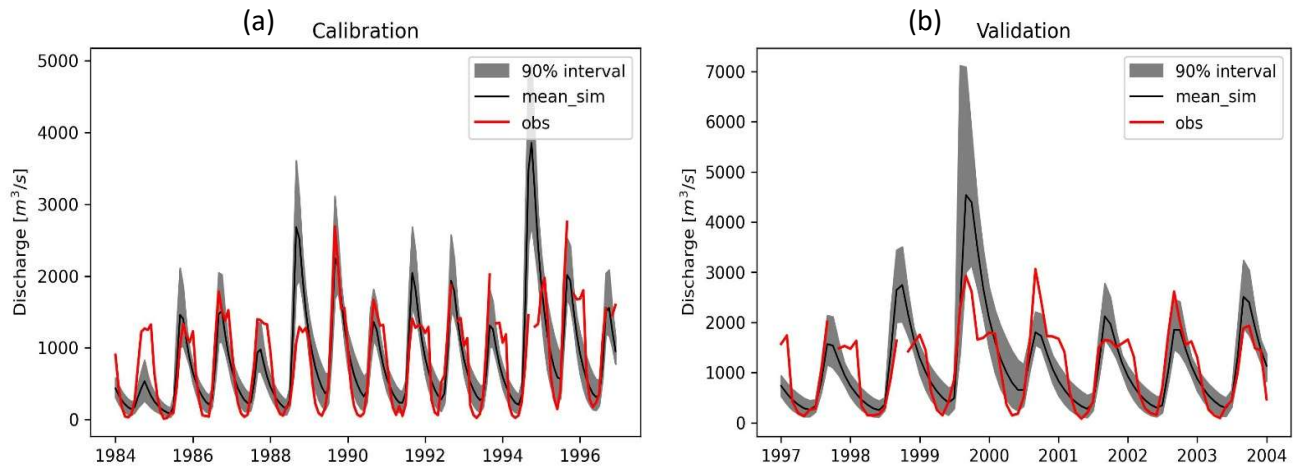 (a)
Calibration
Discharge [m³/s]
5000
4000
3000
2000
1000
0
90% interval
mean_sim
obs
1984 1986 1988 1990 1992 1994 1996
(b)
Validation
Discharge [m³/s]
7000
6000
5000
4000
3000
2000
1000
0
90% interval
mean_sim
obs
1997 1998 1999 2000 2001 2002 2003 2004